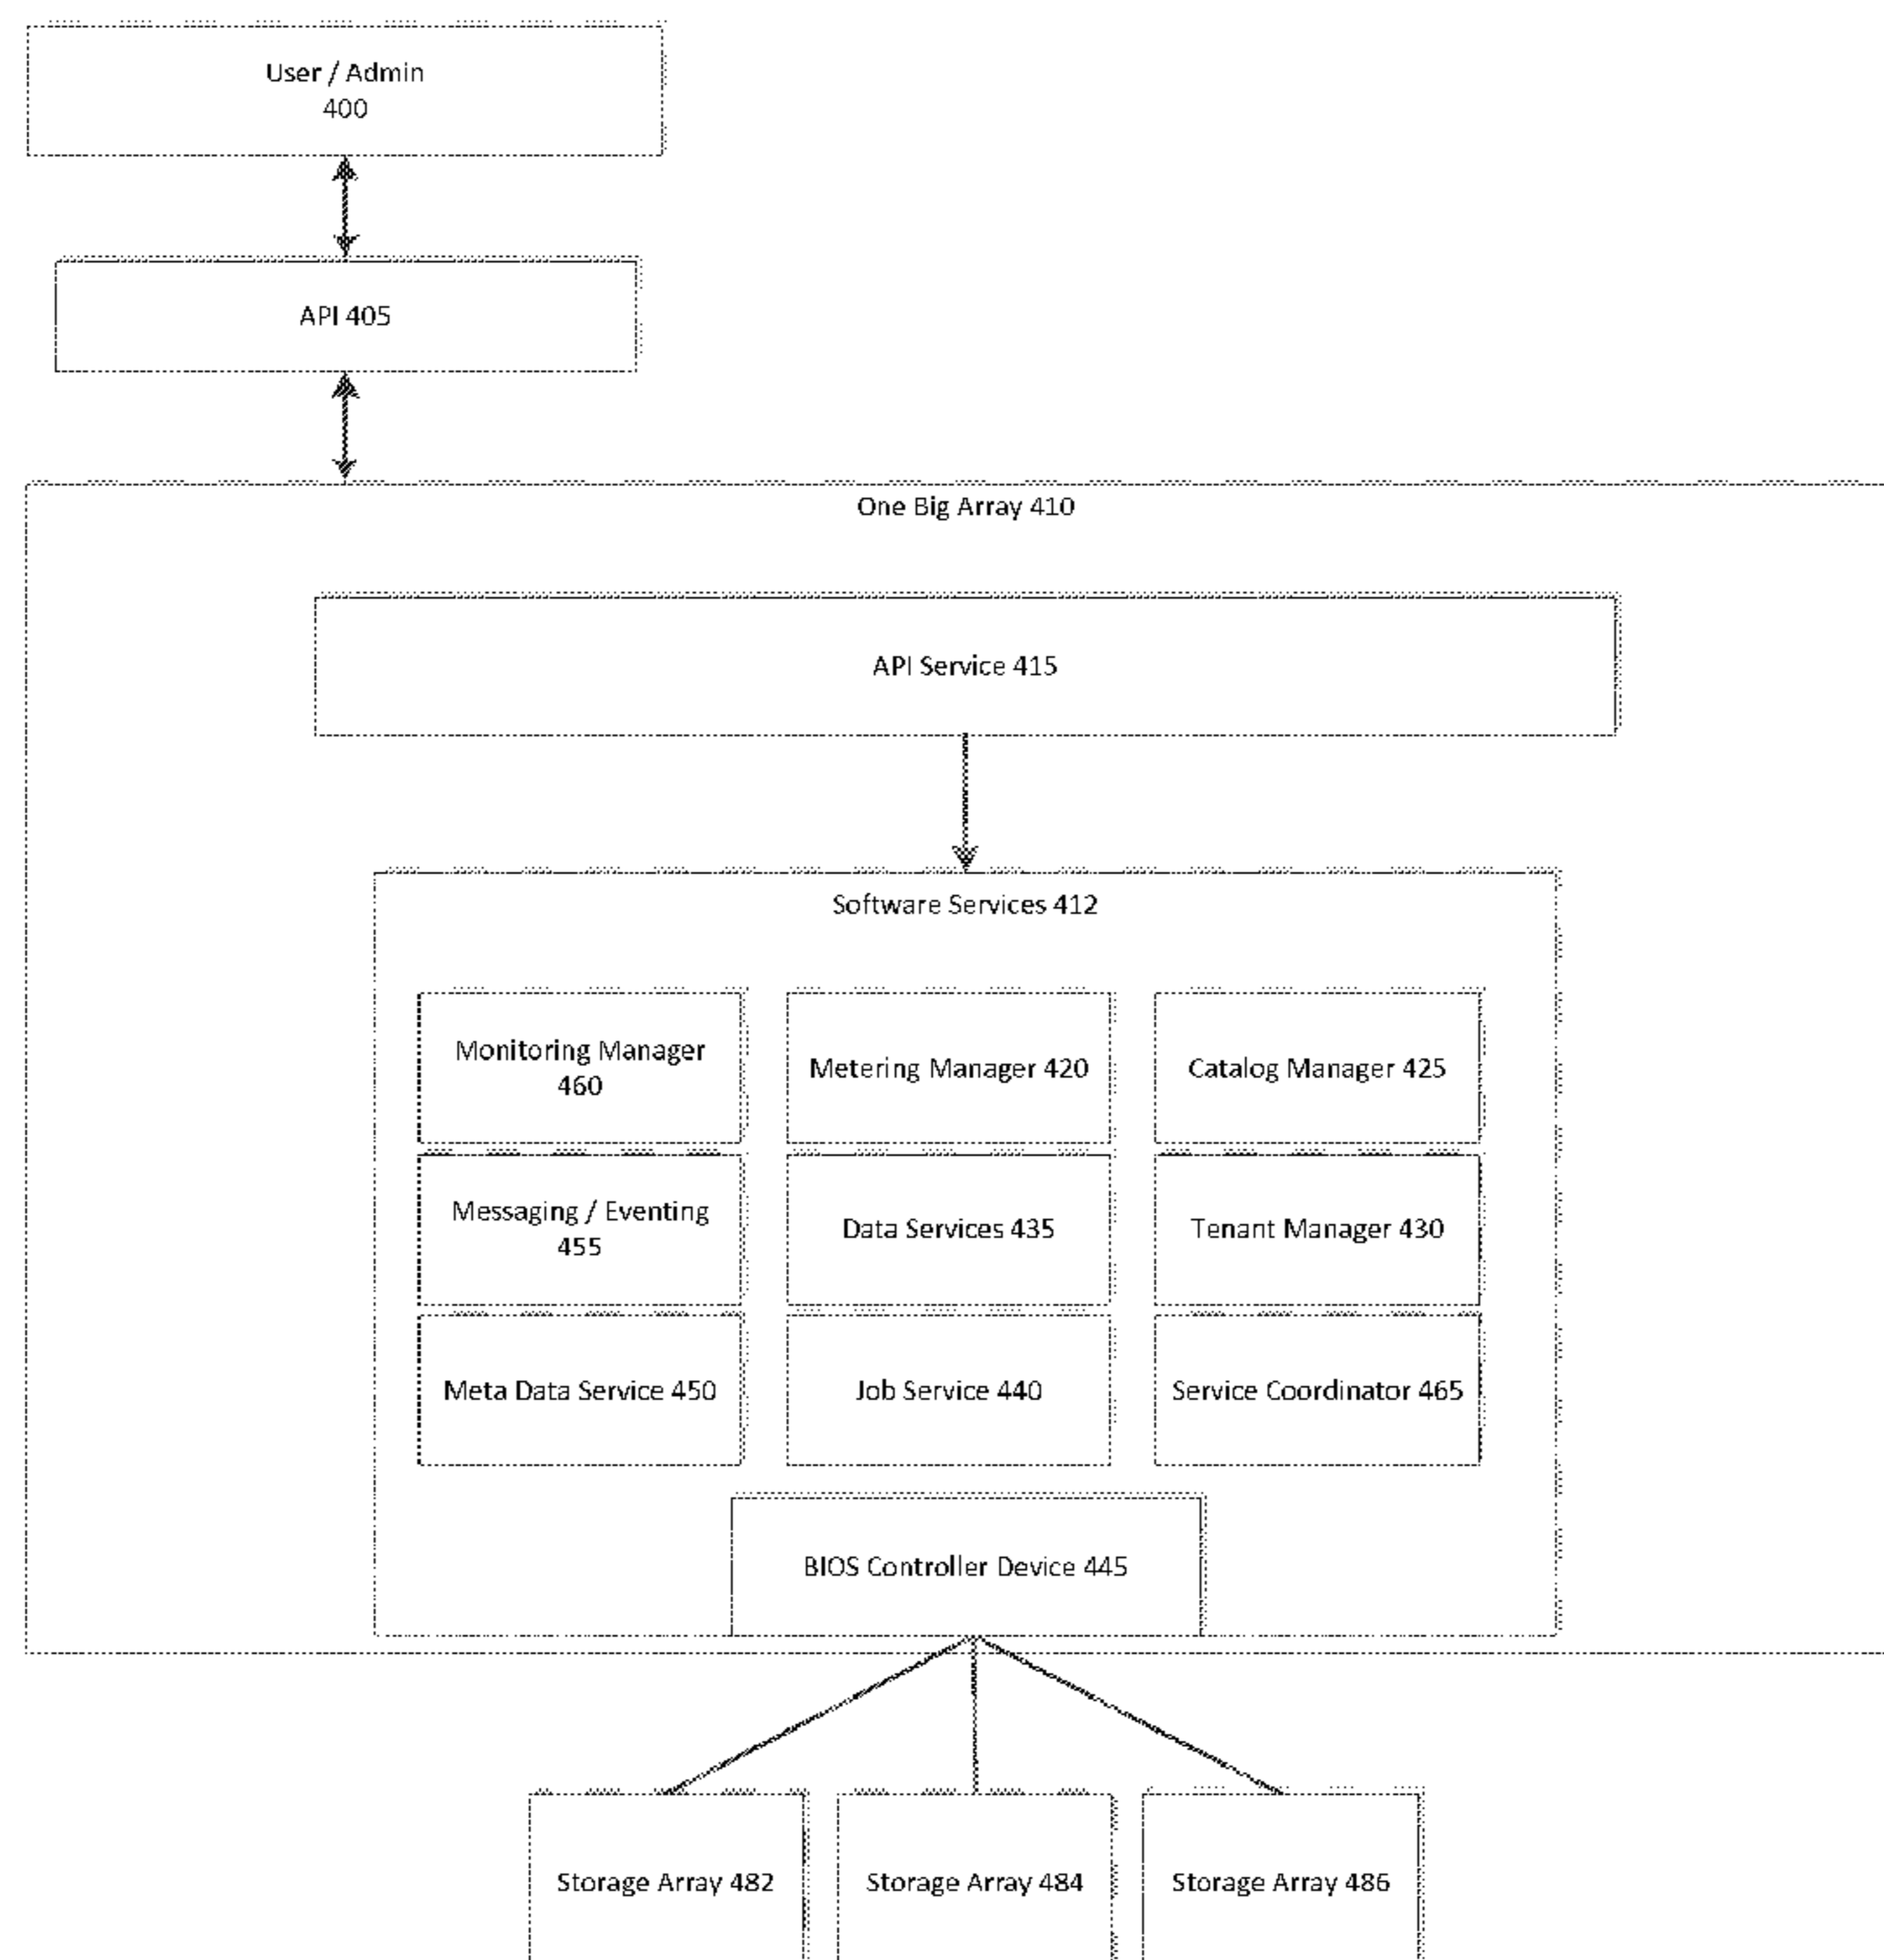 User / Admin
400
API 405
One Big Array 410
API Service 415
Software Services 412
Monitoring Manager
460
Metering Manager 420
Catalog Manager 425
Messaging / Eventing
455
Data Services 435
Tenant Manager 430
Meta Data Service 450
Job Service 440
Service Coordinator 465
BIOS Controller Device 445
Storage Array 482
Storage Array 484
Storage Array 486